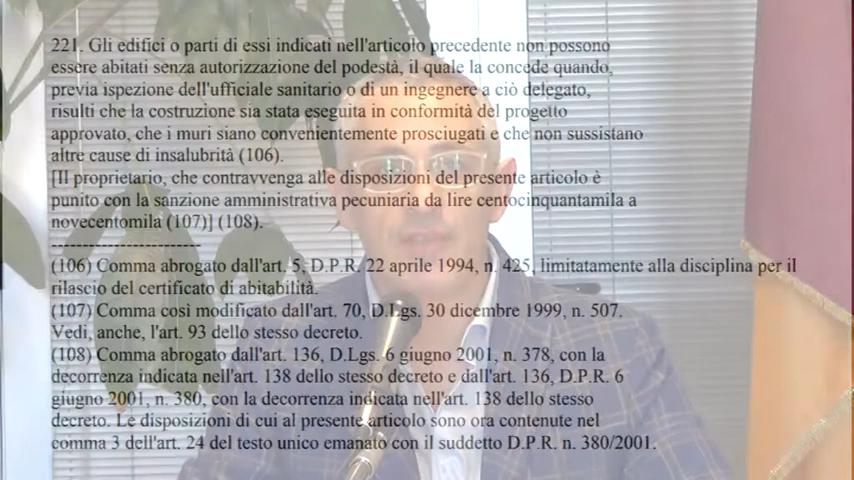 221. Gli edifici o parti di essi indicati nell'articolo precedente non possono
essere abitati senza autorizzazione del podestà, il quale la concede quando,
previa ispezione dell'ufficiale sanitario o di un ingegnere a ciò delegato,
risulti che la costruzione sia stata eseguita in conformità del progetto
approvato, che i muri siano convenientemente prosciugati e che non sussistano
altre cause di insalubrità (106).
[Il proprietario, che contravvenga alle disposizioni del presente articolo è
punito con la sanzione amministrativa pecuniaria da lire centocinquantamila a
novecentomila (107)] (108).
------------------------
(106) Comma abrogato dall'art. 5, D.P.R. 22 aprile 1994, n. 425, limitatamente alla disciplina per il
rilascio del certificato di abitabilità.
(107) Comma così modificato dall'art. 70, D.Lgs. 30 dicembre 1999, n. 507.
Vedi, anche, l'art. 93 dello stesso decreto.
(108) Comma abrogato dall'art. 136, D.Lgs. 6 giugno 2001, n. 378, con la
decorrenza indicata nell'art. 138 dello stesso decreto e dall'art. 136, D.P.R. 6
giugno 2001, n. 380, con la decorrenza indicata nell'art. 138 dello stesso
decreto. Le disposizioni di cui al presente articolo sono ora contenute nel
comma 3 dell'art. 24 del testo unico emanato con il suddetto D.P.R. n. 380/2001.